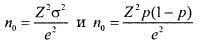 n₀ = Z²σ² / e² и n₀ = Z²p(1 − p) / e²